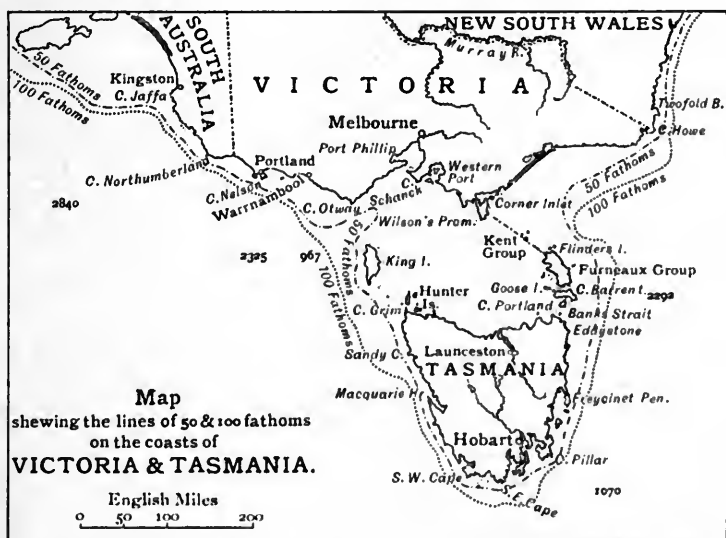 NEW SOUTH WALES
Murray R.
SOUTH
AUSTRALIA
50 Fathoms
100 Fathoms
Kingston
C. Jaffa
VICTORIA
Twofold B.
C. Howe
Melbourne
Port Phillip
Western
Port
Portland
C. Northumberland
C. Nelson
Warrnambool
C. Otway
C. Schanck
Corner Inlet
Wilson's Prom.
50 Fathoms
100 Fathoms
2840
2325
967
50 Fathoms
100 Fathoms
Kent
Group
Flinders I.
King I.
Furneaux Group
Goose I.
C. Barren I.
2292
Hunter
Is.
C. Grim
C. Portland
Banks Strait
Eddystone
Sandy C.
Launceston
TASMANIA
Macquarie Hr
Freycinet Pen.
Hobart
C. Pillar
S. W. Cape
S. E. Cape
1070
Map
shewing the lines of 50 & 100 fathoms
on the coasts of
VICTORIA & TASMANIA.
English Miles
0 50 100 200